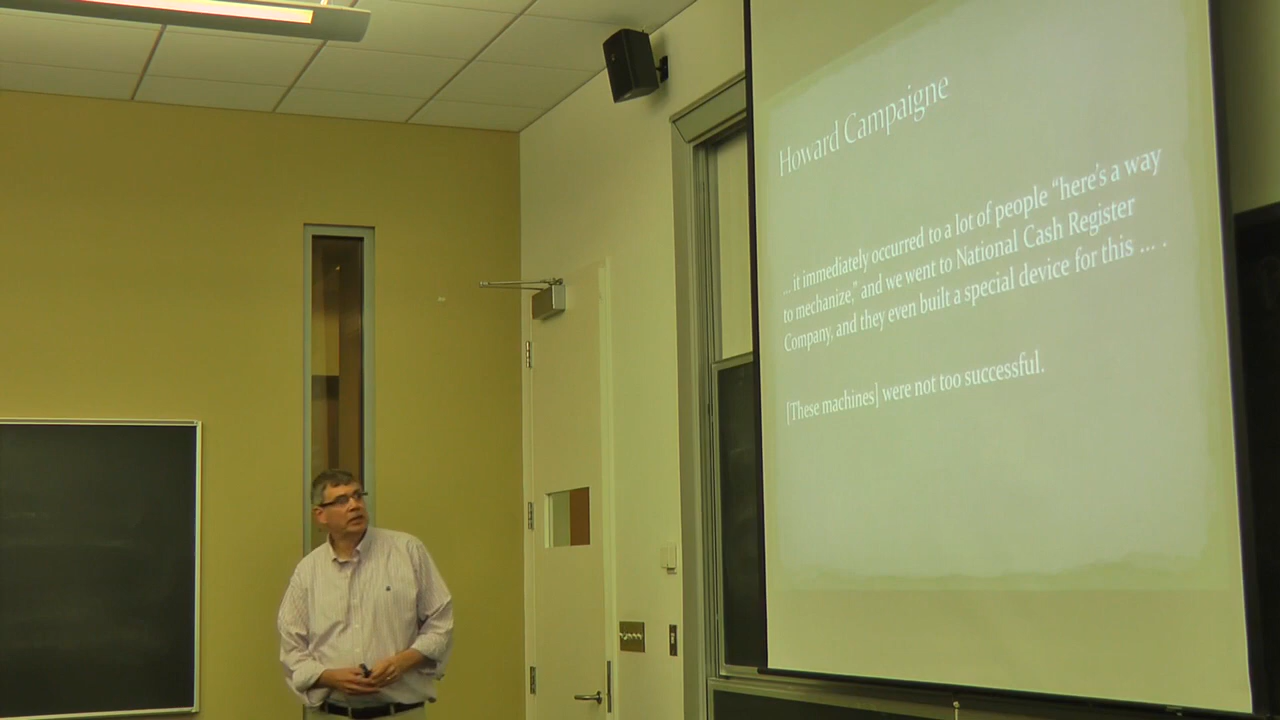 Howard Campaigne
... it immediately occurred to a lot of people “here’s a way
to mechanize,” and we went to National Cash Register
Company, and they even built a special device for this ... .
[These machines] were not too successful.